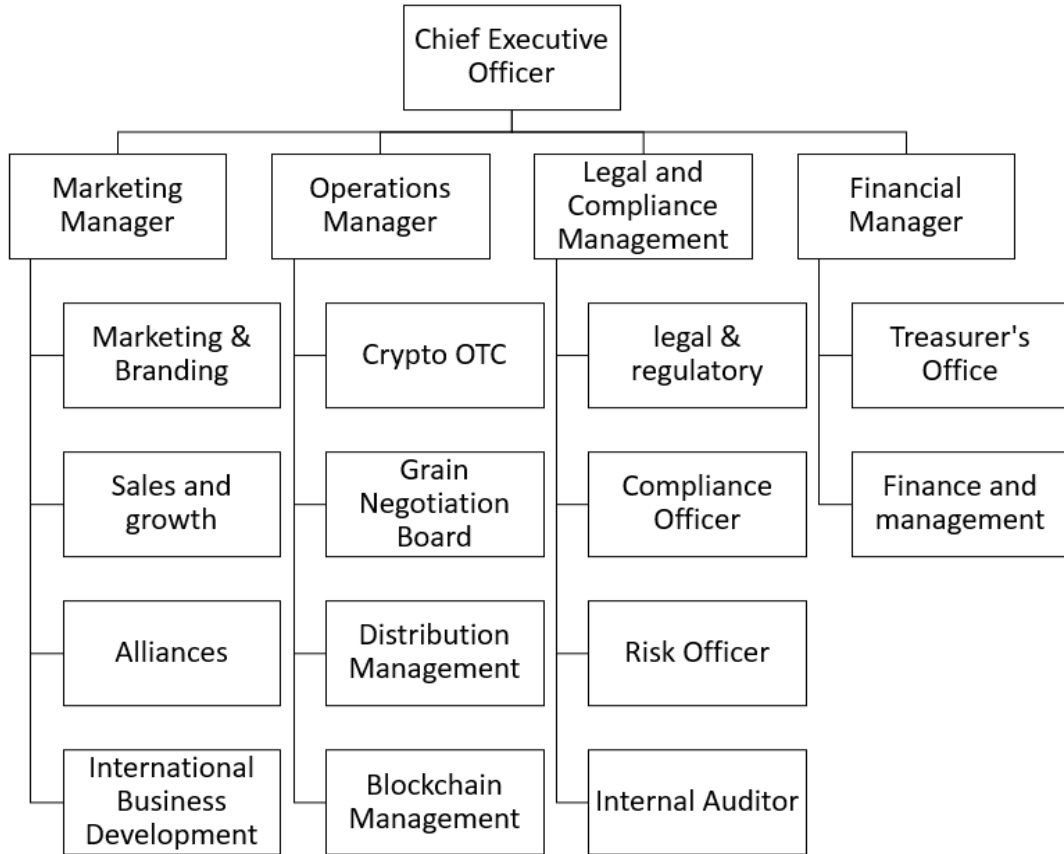 Chief Executive
Officer
Marketing
Manager
Operations
Manager
Legal and
Compliance
Management
Financial
Manager
Marketing &
Branding
Sales and
growth
Alliances
International
Business
Development
Crypto OTC
Grain
Negotiation
Board
Distribution
Management
Blockchain
Management
legal &
regulatory
Compliance
Officer
Risk Officer
Internal Auditor
Treasurer's
Office
Finance and
management